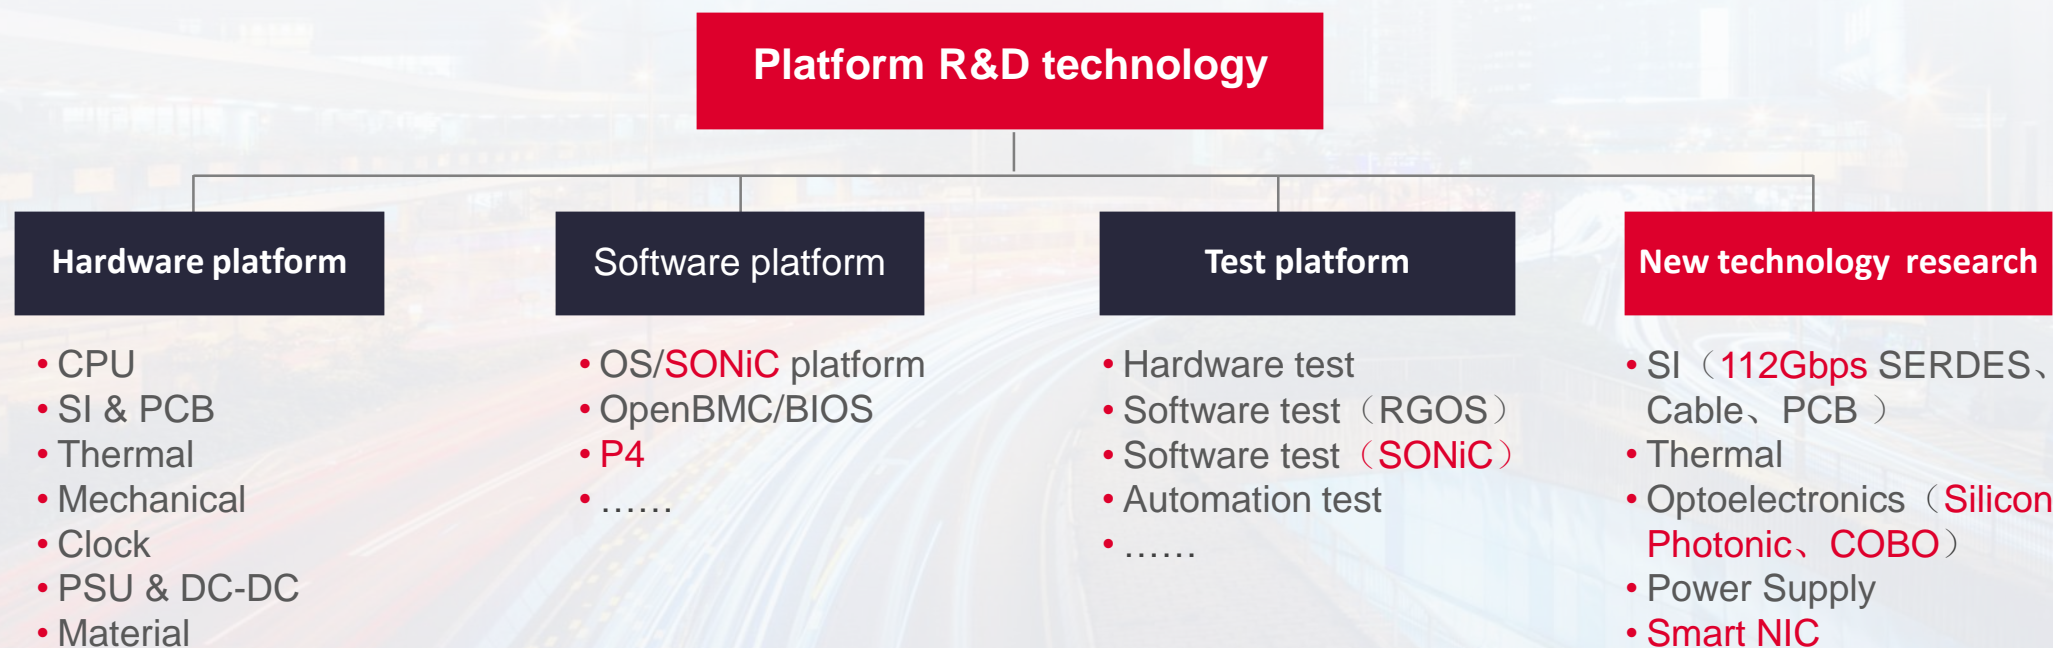 Platform R&D technology
Hardware platform
• CPU
• SI & PCB
• Thermal
• Mechanical
• Clock
• PSU & DC-DC
• Material
Software platform
• OS/SONiC platform
• OpenBMC/BIOS
• P4
• ……
Test platform
• Hardware test
• Software test（RGOS）
• Software test（SONiC）
• Automation test
• ……
New technology research
• SI（112Gbps SERDES、
Cable、PCB ）
• Thermal
• Optoelectronics（Silicon
Photonic、COBO）
• Power Supply
• Smart NIC